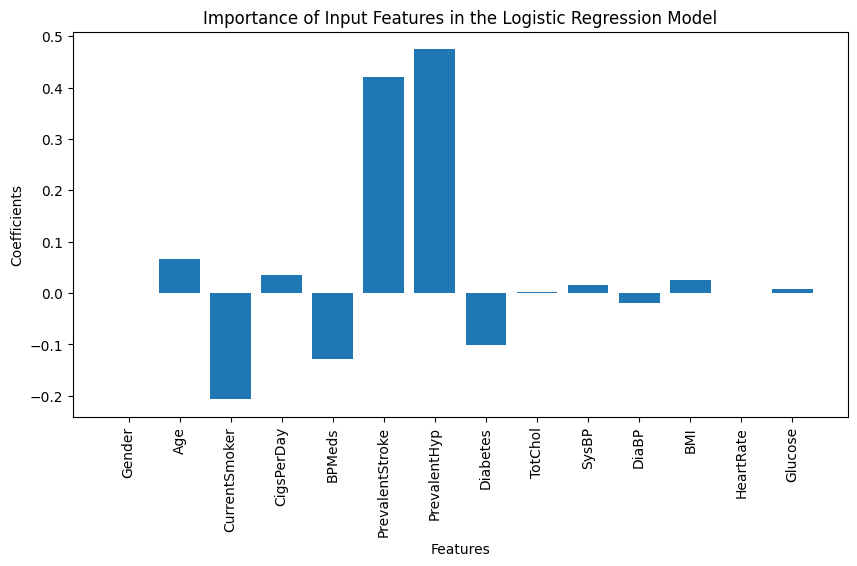 Importance of Input Features in the Logistic Regression Model
Coefficients
0.5
0.4
0.3
0.2
0.1
0.0
−0.1
−0.2
Gender
Age
CurrentSmoker
CigsPerDay
BPMeds
PrevalentStroke
PrevalentHyp
Diabetes
TotChol
SysBP
DiaBP
BMI
HeartRate
Glucose
Features